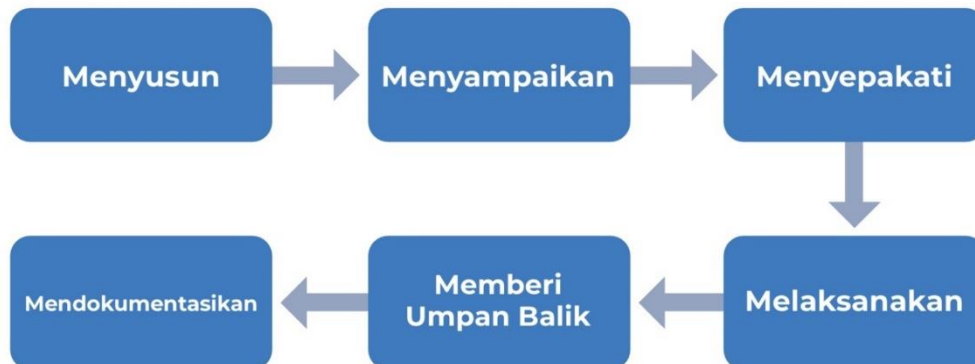 Menyusun
Menyampaikan
Menyepakati
Melaksanakan
Memberi
Umpan Balik
Mendokumentasikan